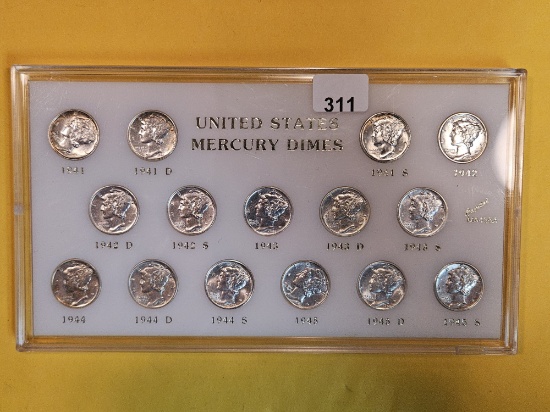 311
UNITED STATES
MERCURY DIMES
1941 1941 D 1941 S 1942
1942 D 1942 S 1943 1943 D 1943 S
1944 1944 D 1944 S 1945 1945 D 1945 S